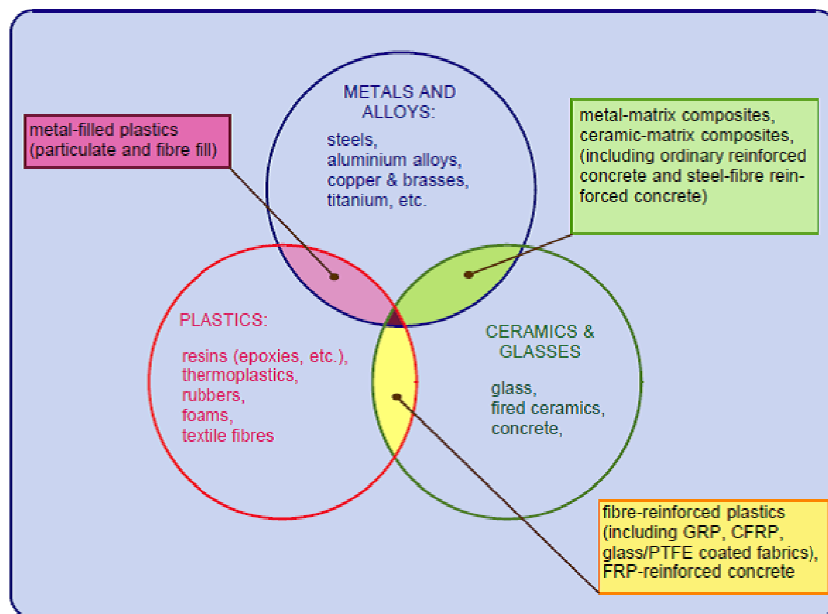 METALS AND
ALLOYS:
steels,
aluminium alloys,
copper & brasses,
titanium, etc.
metal-filled plastics
(particulate and fibre fill)
metal-matrix composites,
ceramic-matrix composites,
(including ordinary reinforced
concrete and steel-fibre rein-
forced concrete)
PLASTICS:
resins (epoxies, etc.),
thermoplastics,
rubbers,
foams,
textile fibres
CERAMICS &
GLASSES
glass,
fired ceramics,
concrete,
fibre-reinforced plastics
(including GRP, CFRP,
glass/PTFE coated fabrics),
FRP-reinforced concrete